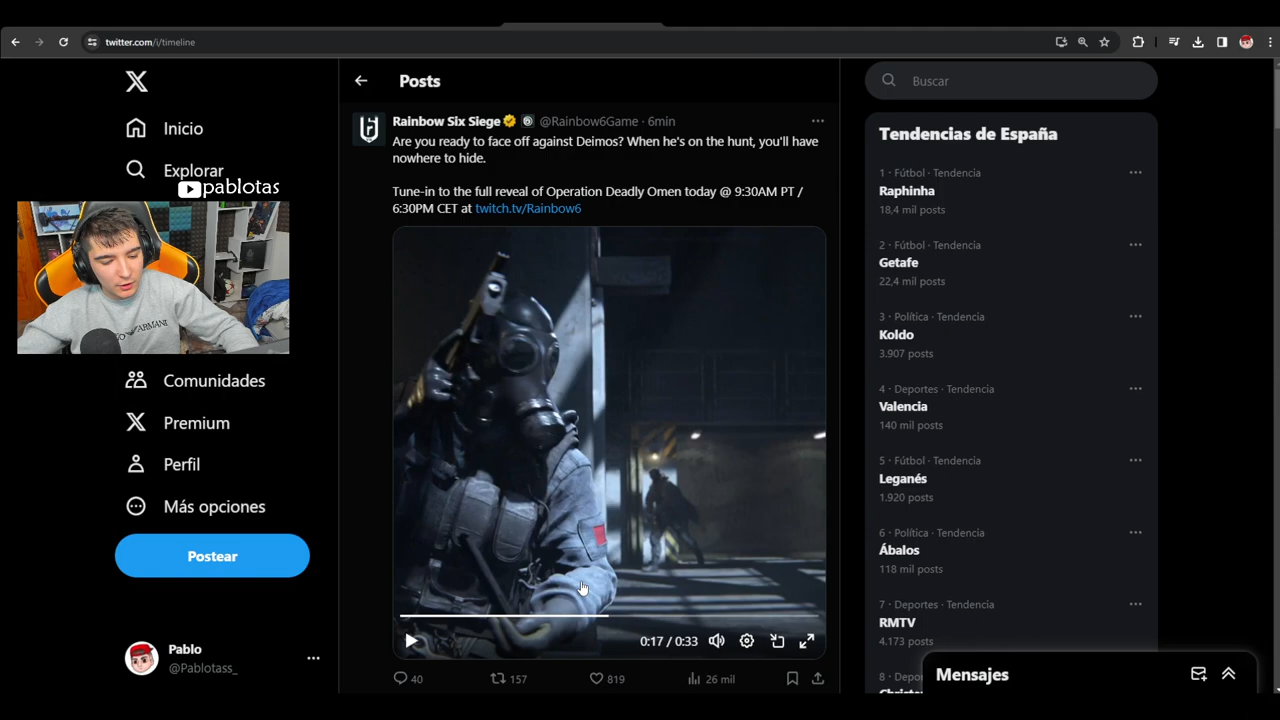 twitter.com/i/timeline
Posts
Buscar
Rainbow Six Siege @Rainbow6Game · 6min
Are you ready to face off against Deimos? When he's on the hunt, you'll have
nowhere to hide.
Tune-in to the full reveal of Operation Deadly Omen today @ 9:30AM PT /
6:30PM CET at twitch.tv/Rainbow6
0:17 / 0:33
40
157
819
26 mil
Inicio
Explorar
pablotas
ARMANI
Comunidades
Premium
Perfil
Más opciones
Postear
Pablo
@Pablotass_
Tendencias de España
1 · Fútbol · Tendencia
Raphinha
18,4 mil posts
2 · Fútbol · Tendencia
Getafe
22,4 mil posts
3 · Política · Tendencia
Koldo
3.907 posts
4 · Deportes · Tendencia
Valencia
140 mil posts
5 · Fútbol · Tendencia
Leganés
1.920 posts
6 · Política · Tendencia
Ábalos
118 mil posts
7 · Deportes · Tendencia
RMTV
4.173 posts
Mensajes